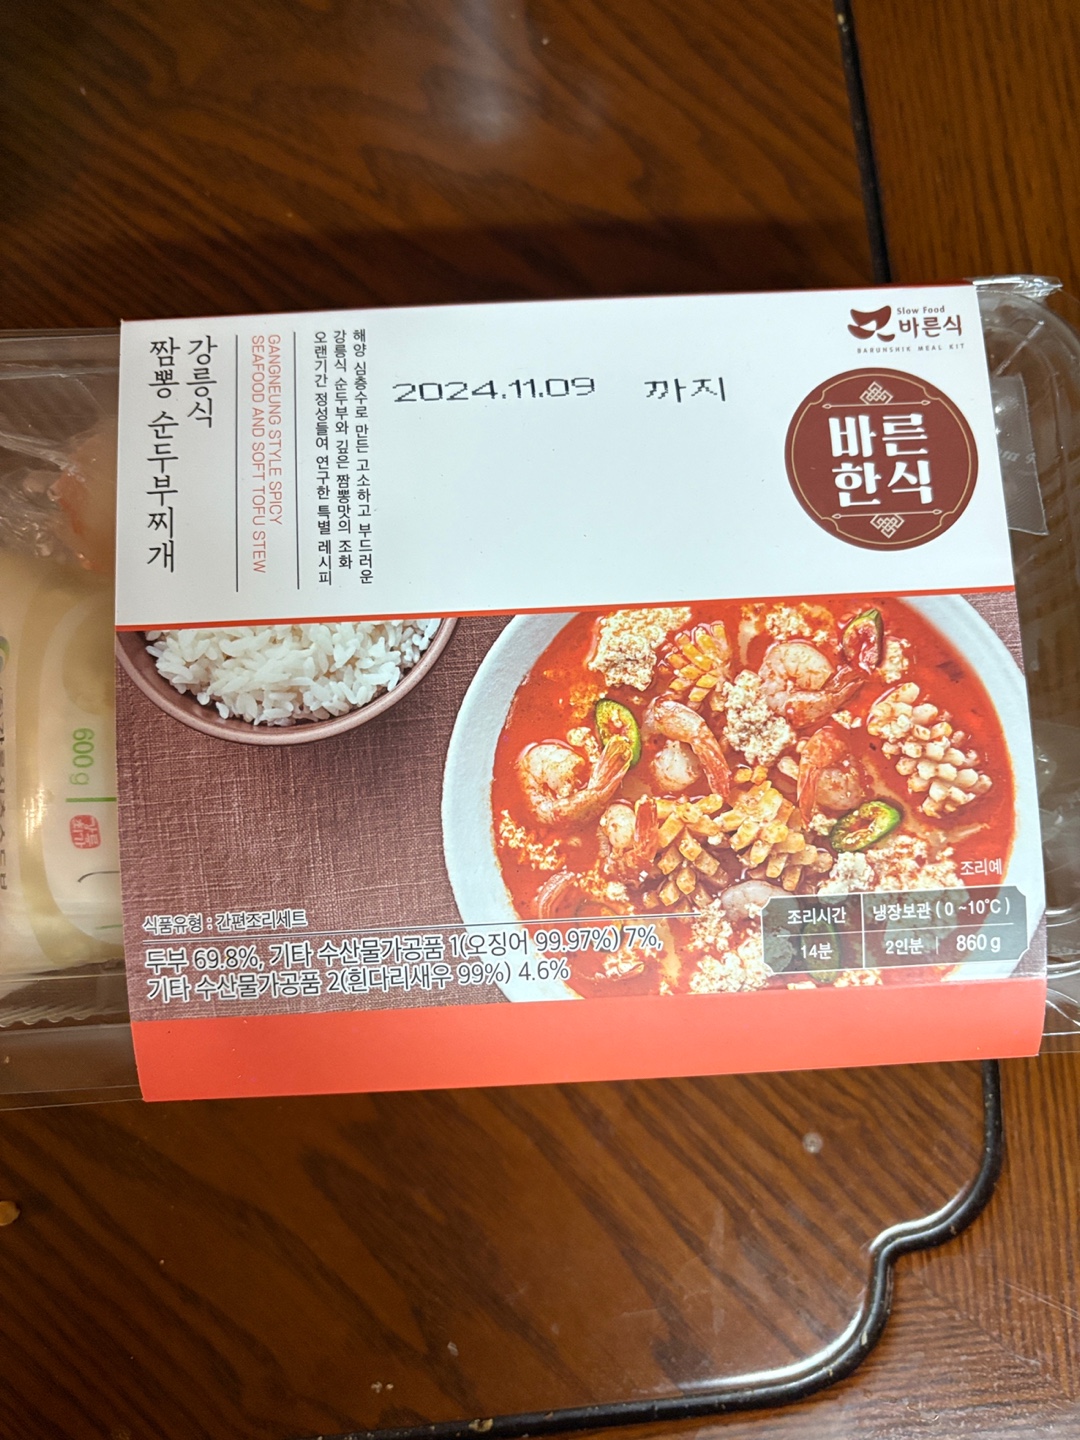 Slow Food
바른식
BARUNSHIK MEAL KIT
바른
한식
2024.11.09 까지
강릉식
짬뽕 순두부찌개
GANGNEUNG STYLE SPICY
SEAFOOD AND SOFT TOFU STEW
해양 심층수로 만든 고소하고 부드러운
강릉식 순두부와 깊은 짬뽕맛의 조화
오랜기간 정성들여 연구한 특별 레시피
600g
조리예
식품유형 : 간편조리세트
두부 69.8%, 기타 수산물가공품 1(오징어 99.97%) 7%,
기타 수산물가공품 2(흰다리새우 99%) 4.6%
조리시간
14분
냉장보관 ( 0 ~10°C )
2인분 | 860g